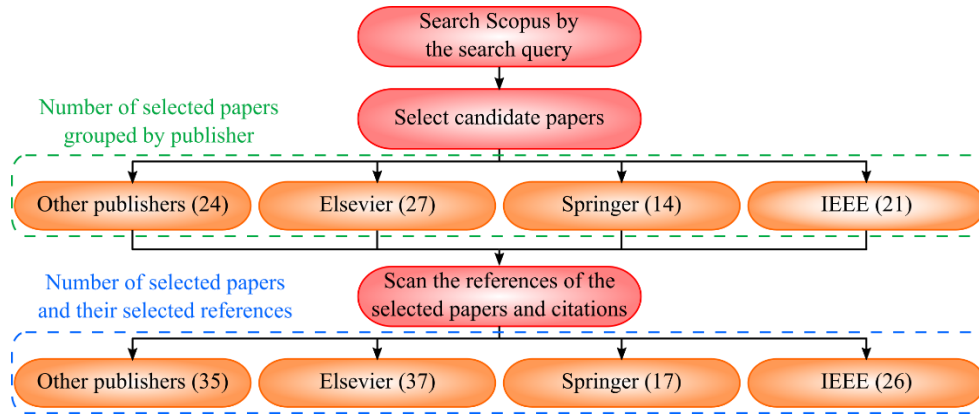 Search Scopus by
the search query
Number of selected papers
grouped by publisher
Select candidate papers
Other publishers (24)
Elsevier (27)
Springer (14)
IEEE (21)
Number of selected papers
and their selected references
Scan the references of the
selected papers and citations
Other publishers (35)
Elsevier (37)
Springer (17)
IEEE (26)